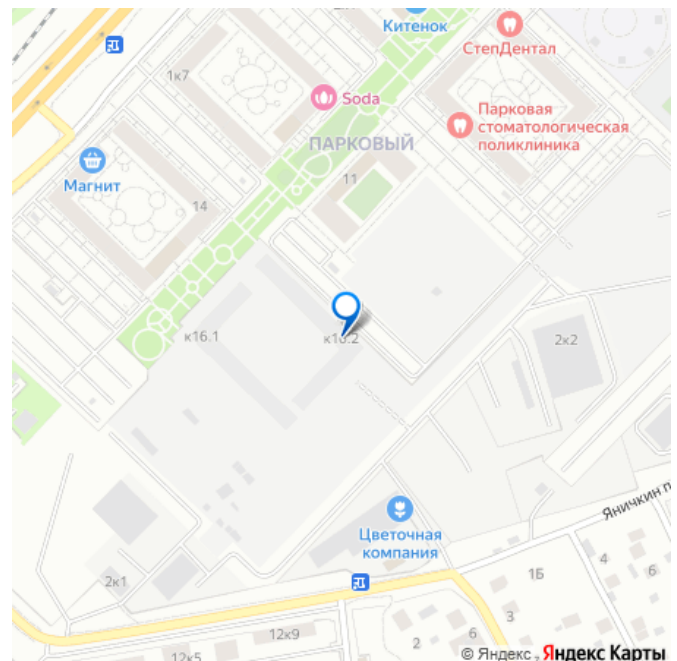 Китенок
СтепДентал
1к7
Soda
Парковая
стоматологическая
поликлиника
ПАРКОВЫЙ
Магнит
11
14
к16.1
2к2
Цветочная
компания
Яничкин
2к1
1Б
4
6
3
12к9
2
6
12к5
© Яндекс
Яндекс Карты